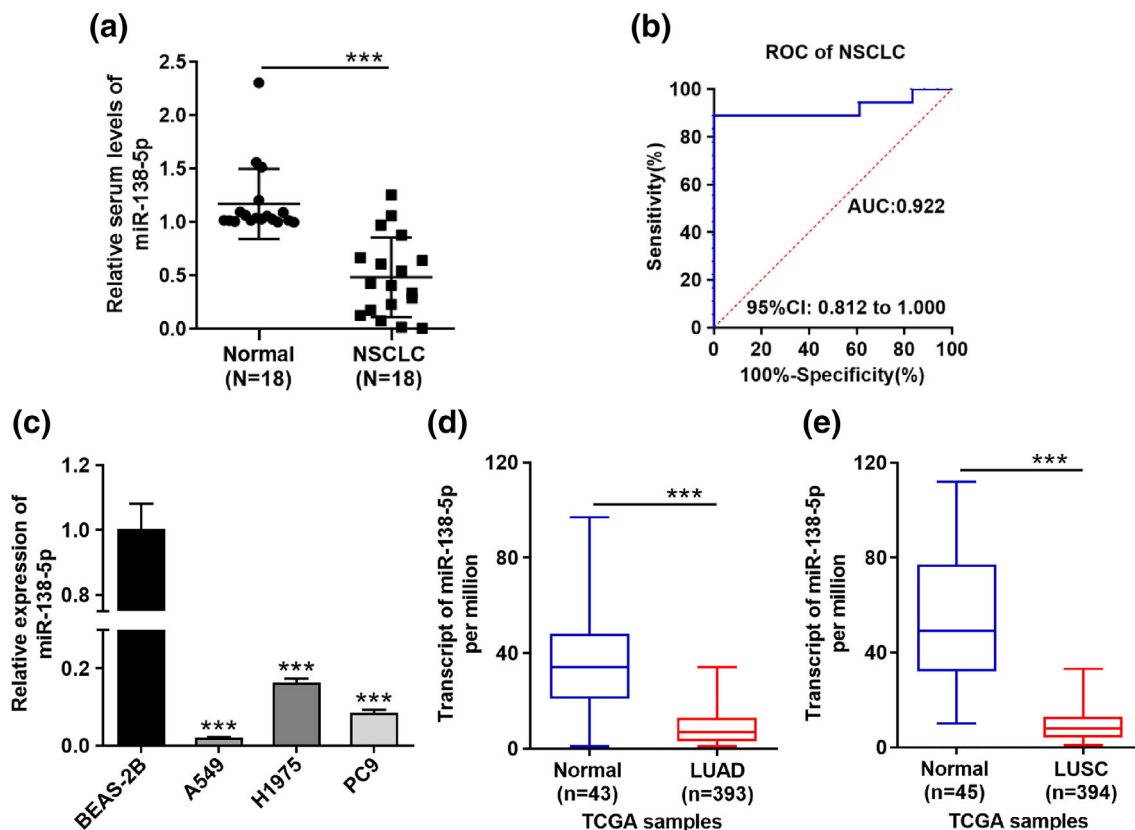 (a)
Relative serum levels of
miR-138-5p
2.5
2.0
1.5
1.0
0.5
0.0
***
Normal
(N=18)
NSCLC
(N=18)
(b)
ROC of NSCLC
Sensitivity(%)
100
80
60
40
20
0
AUC:0.922
95%CI: 0.812 to 1.000
0 20 40 60 80 100
100%-Specificity(%)
(c)
Relative expression of
miR-138-5p
1.2
1.0
0.8
0.2
0.0
***
***
***
BEAS-2B
A549
H1975
PC9
(d)
Transcript of miR-138-5p
per million
120
80
40
0
***
Normal
(n=43)
LUAD
(n=393)
TCGA samples
(e)
Transcript of miR-138-5p
per million
120
80
40
0
***
Normal
(n=45)
LUSC
(n=394)
TCGA samples